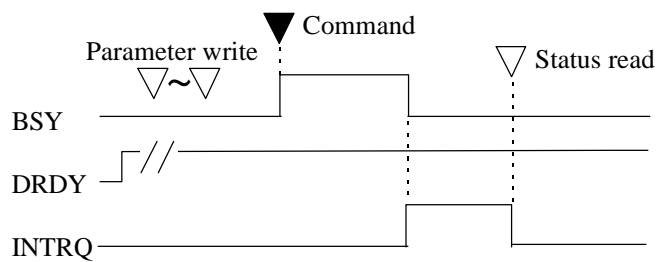 Command
Parameter write
~
Status read
BSY
DRDY
INTRQ